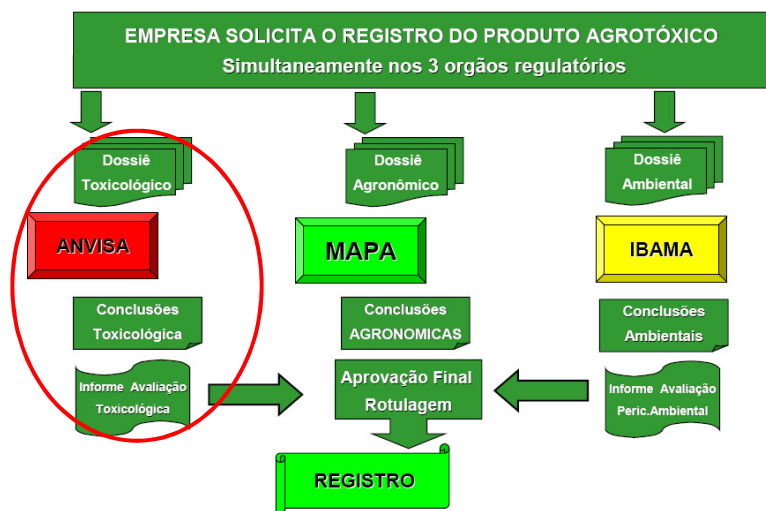 EMPRESA SOLICITA O REGISTRO DO PRODUTO AGROTÓXICO
Simultaneamente nos 3 orgãos regulatórios
Dossiê
Toxicológico
Dossiê
Agronômico
Dossiê
Ambiental
ANVISA
MAPA
IBAMA
Conclusões
Toxicológica
Conclusões
AGRONOMICAS
Conclusões
Ambientais
Informe Avaliação
Toxicológica
Aprovação Final
Rotulagem
Informe Avaliação
Peric.Ambiental
REGISTRO